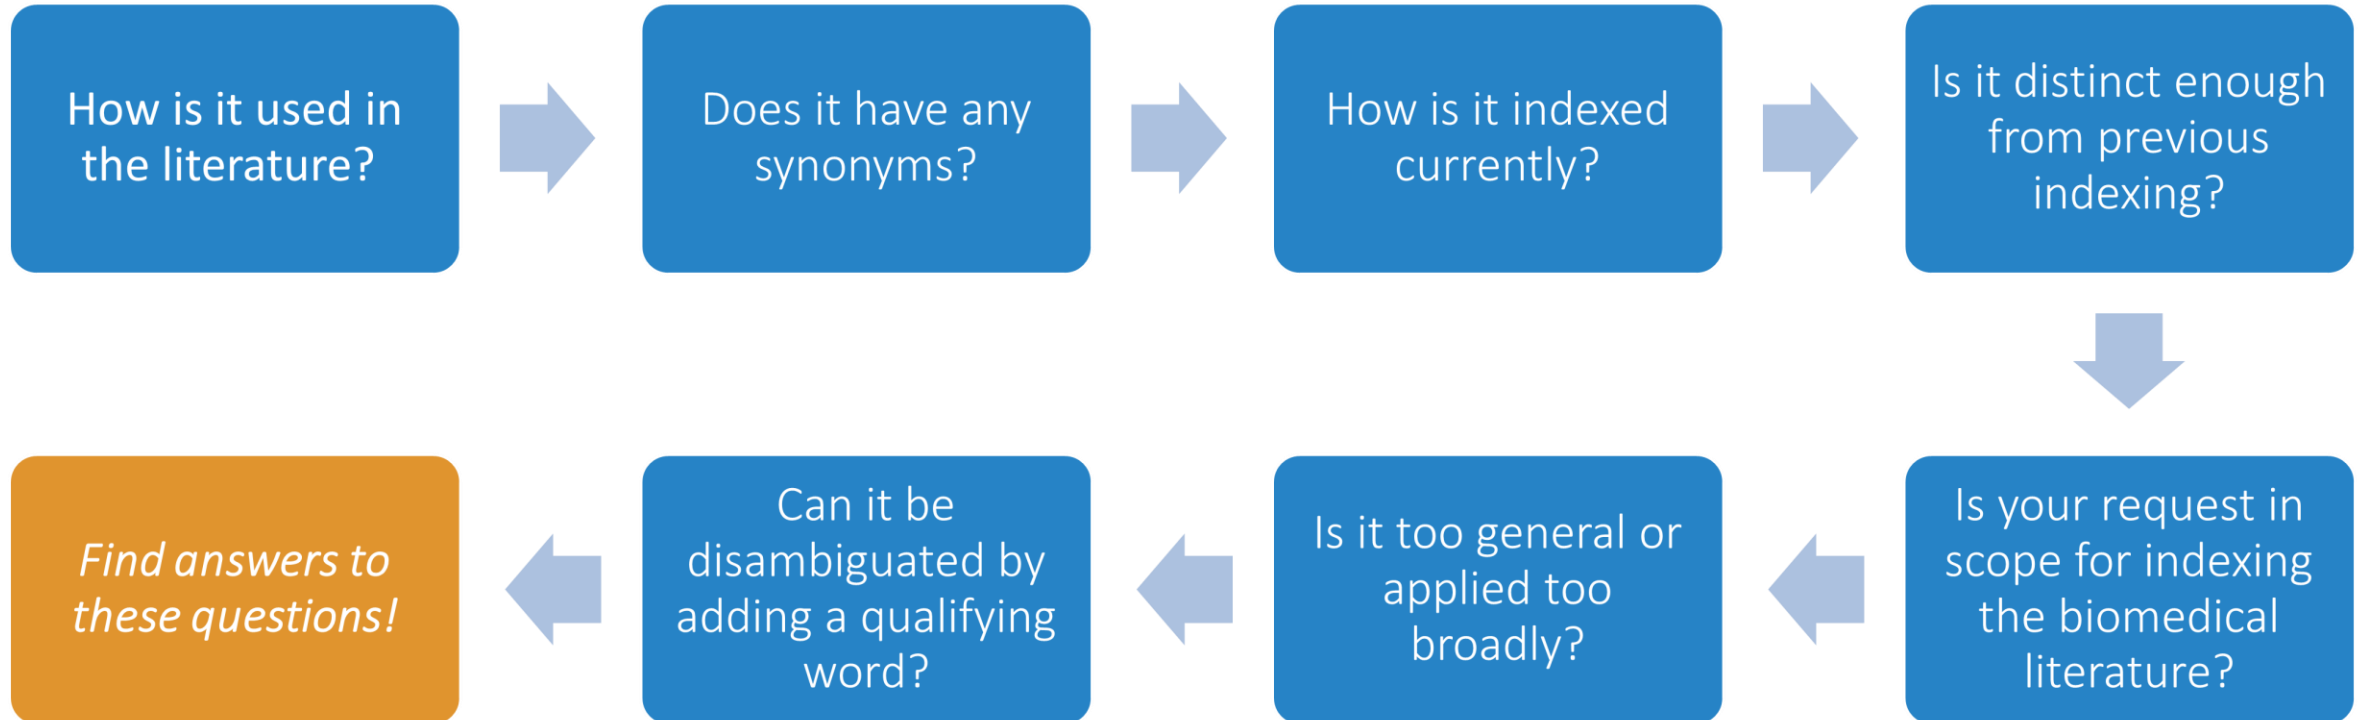 How is it used in
the literature?
Does it have any
synonyms?
How is it indexed
currently?
Is it distinct enough
from previous
indexing?
Is your request in
scope for indexing
the biomedical
literature?
Is it too general or
applied too
broadly?
Can it be
disambiguated by
adding a qualifying
word?
Find answers to
these questions!